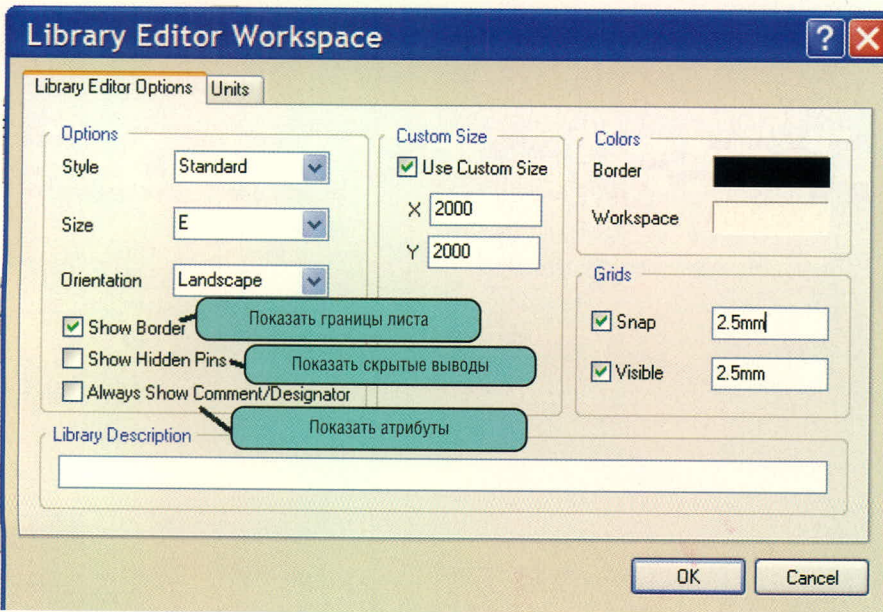 Library Editor Workspace
Library Editor Options
Units
Options
Style
Standard
Size
E
Orientation
Landscape
Show Border
Показать границы листа
Show Hidden Pins
Показать скрытые выводы
Always Show Comment/Designator
Показать атрибуты
Custom Size
Use Custom Size
X
2000
Y
2000
Colors
Border
Workspace
Grids
Snap
2.5mm
Visible
2.5mm
Library Description
OK
Cancel